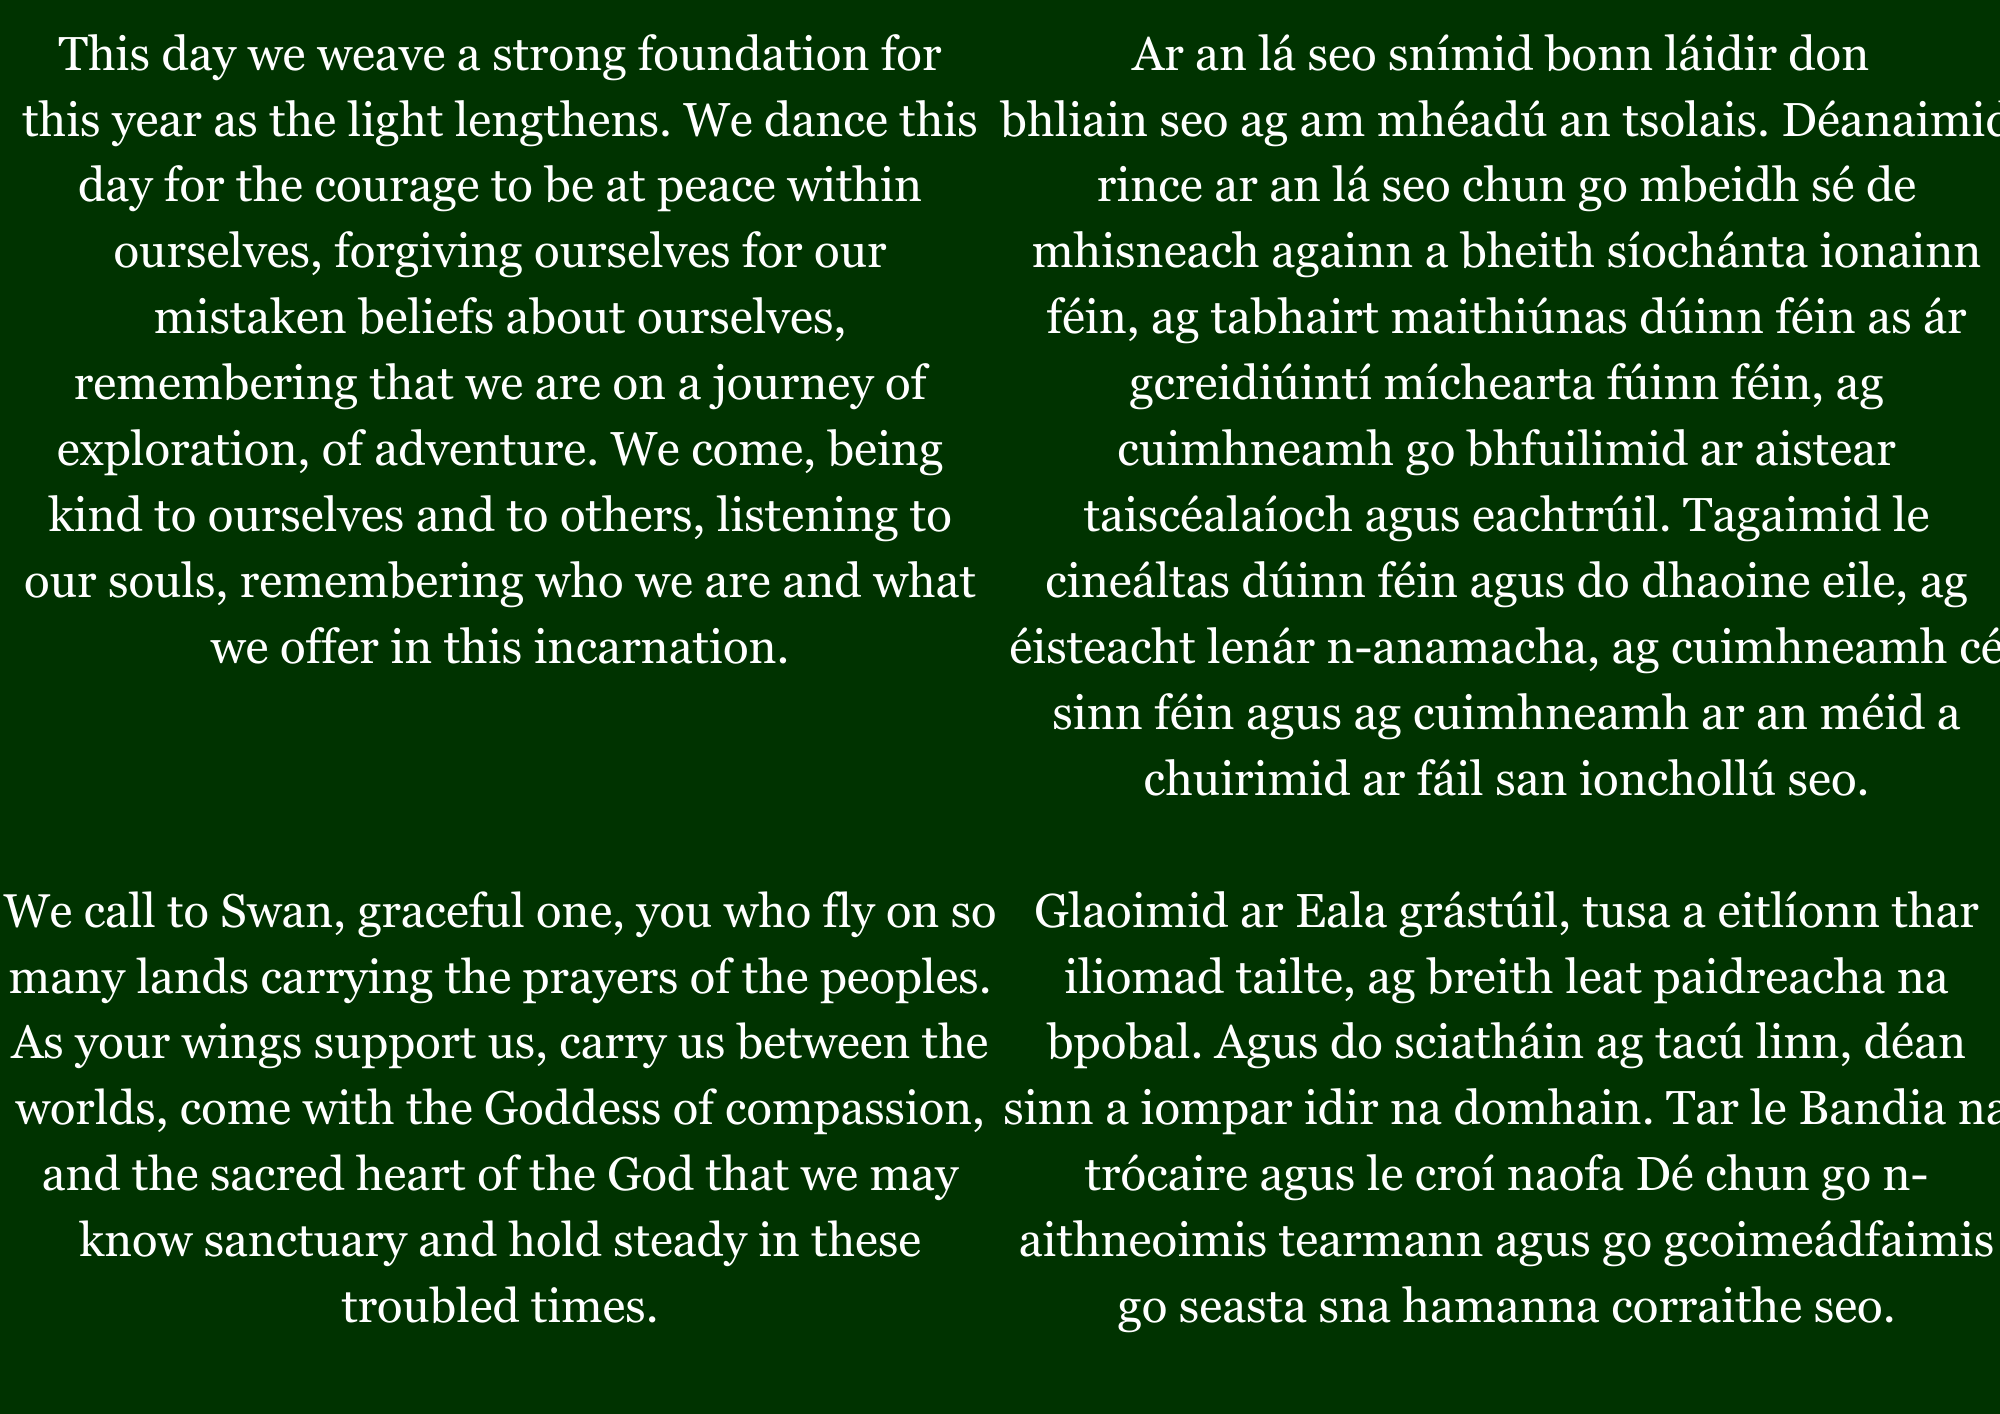 This day we weave a strong foundation for
this year as the light lengthens. We dance this
day for the courage to be at peace within
ourselves, forgiving ourselves for our
mistaken beliefs about ourselves,
remembering that we are on a journey of
exploration, of adventure. We come, being
kind to ourselves and to others, listening to
our souls, remembering who we are and what
we offer in this incarnation.
We call to Swan, graceful one, you who fly on so
many lands carrying the prayers of the peoples.
As your wings support us, carry us between the
worlds, come with the Goddess of compassion,
and the sacred heart of the God that we may
know sanctuary and hold steady in these
troubled times.
Ar an lá seo snímid bonn láidir don
bhliain seo ag am mhéadú an tsolais. Déanaimid
rince ar an lá seo chun go mbeidh sé de
mhisneach againn a bheith síochánta ionainn
féin, ag tabhairt maithiúnas dúinn féin as ár
gcreidiúintí míchearta fúinn féin, ag
cuimhneamh go bhfuilimid ar aistear
taiscéalaíoch agus eachtrúil. Tagaimid le
cineáltas dúinn féin agus do dhaoine eile, ag
éisteacht lenár n-anamacha, ag cuimhneamh cé
sinn féin agus ag cuimhneamh ar an méid a
chuirimid ar fáil san ionchollú seo.
Glaoimid ar Eala grástúil, tusa a eitlíonn thar
iliomad tailte, ag breith leat paidreacha na
bpobal. Agus do sciatháin ag tacú linn, déan
sinn a iompar idir na domhain. Tar le Bandia na
trócaire agus le croí naofa Dé chun go n-
aithneoimis tearmann agus go gcoimeádfaimis
go seasta sna hamanna corraithe seo.